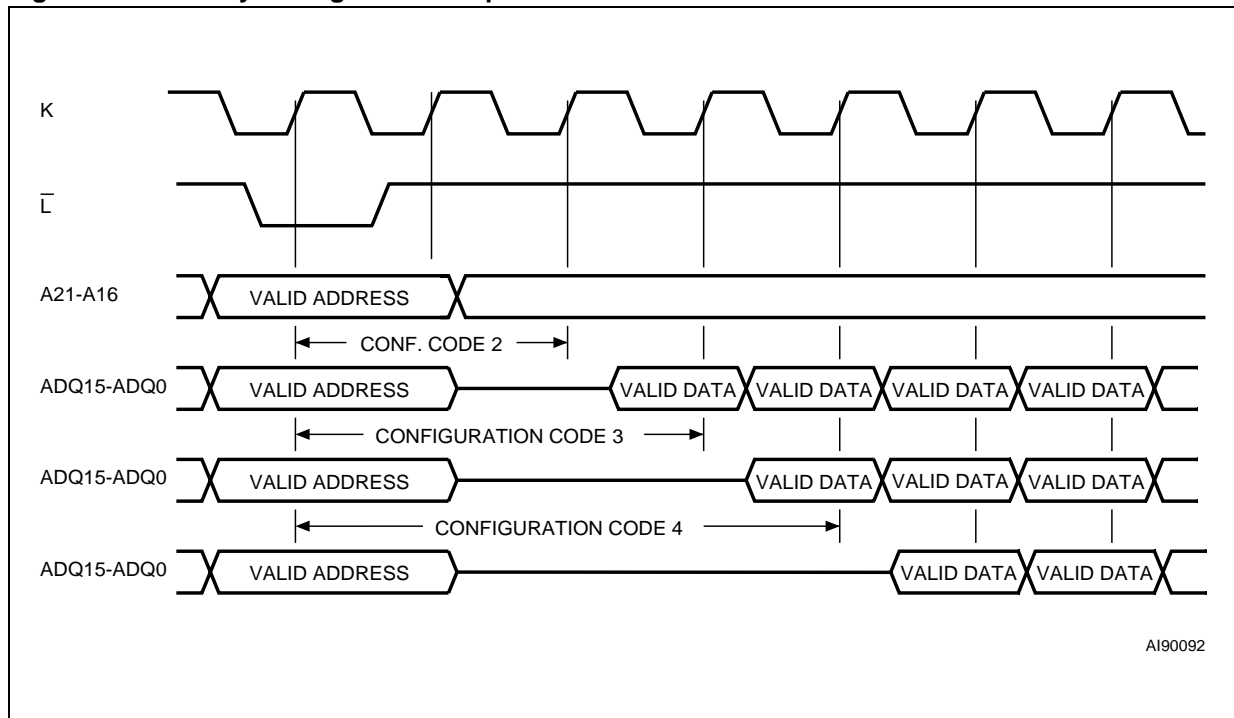 K
L
A21-A16
VALID ADDRESS
CONF. CODE 2
ADQ15-ADQ0
VALID ADDRESS
VALID DATA
VALID DATA
VALID DATA
VALID DATA
CONFIGURATION CODE 3
ADQ15-ADQ0
VALID ADDRESS
VALID DATA
VALID DATA
VALID DATA
CONFIGURATION CODE 4
ADQ15-ADQ0
VALID ADDRESS
VALID DATA
VALID DATA
AI90092